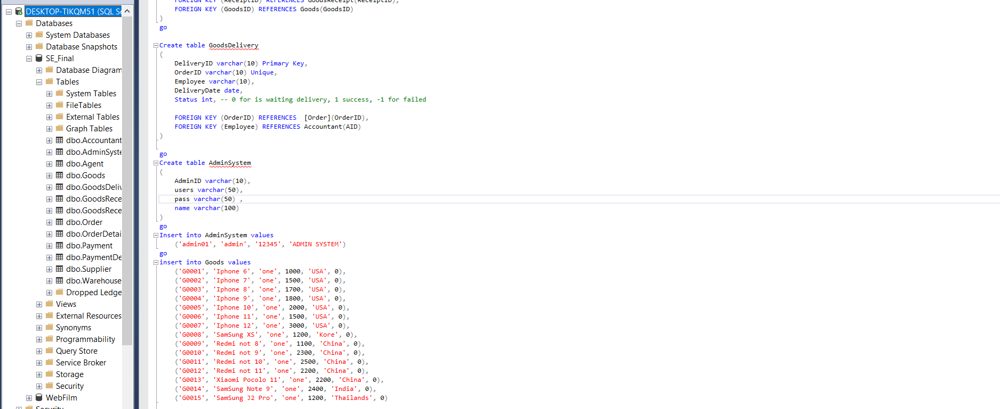 DESKTOP-TIKQM51 (SQL Se
Databases
System Databases
Database Snapshots
SE_Final
Database Diagram
Tables
System Tables
FileTables
External Tables
Graph Tables
dbo.Accountant
dbo.AdminSyste
dbo.Agent
dbo.Goods
dbo.GoodsDeliv
dbo.GoodsRece
dbo.GoodsRece
dbo.Order
dbo.OrderDetai
dbo.Payment
dbo.PaymentDe
dbo.Supplier
dbo.Warehouse
Dropped Ledge
Views
External Resources
Synonyms
Programmability
Query Store
Service Broker
Storage
Security
WebFilm
Security
FOREIGN KEY (ReceiptID) REFERENCES GoodsReceipt(ReceiptID),
FOREIGN KEY (GoodsID) REFERENCES Goods(GoodsID)
)
go
Create table GoodsDelivery
(
DeliveryID varchar(10) Primary Key,
OrderID varchar(10) Unique,
Employee varchar(10),
DeliveryDate date,
Status int, -- 0 for is waiting delivery, 1 success, -1 for failed
FOREIGN KEY (OrderID) REFERENCES  [Order](OrderID),
FOREIGN KEY (Employee) REFERENCES Accountant(AID)
)
go
Create table AdminSystem
(
AdminID varchar(10),
users varchar(50),
pass varchar(50) ,
name varchar(100)
)
go
Insert into AdminSystem values
('admin01', 'admin', '12345', 'ADMIN SYSTEM')
go
insert into Goods values
('G0001', 'Iphone 6', 'one', 1000, 'USA', 0),
('G0002', 'Iphone 7', 'one', 1500, 'USA', 0),
('G0003', 'Iphone 8', 'one', 1700, 'USA', 0),
('G0004', 'Iphone 9', 'one', 1800, 'USA', 0),
('G0005', 'Iphone 10', 'one', 2000, 'USA', 0),
('G0006', 'Iphone 11', 'one', 1500, 'USA', 0),
('G0007', 'Iphone 12', 'one', 3000, 'USA', 0),
('G0008', 'SamSung XS', 'one', 1200, 'Kore', 0),
('G0009', 'Redmi not 8', 'one', 1100, 'China', 0),
('G0010', 'Redmi not 9', 'one', 2300, 'China', 0),
('G0011', 'Redmi not 10', 'one', 2500, 'China', 0),
('G0012', 'Redmi not 11', 'one', 2200, 'China', 0),
('G0013', 'Xiaomi Pocolo 11', 'one', 2200, 'China', 0),
('G0014', 'SamSung Note 9', 'one', 2400, 'India', 0),
('G0015', 'SamSung J2 Pro', 'one', 1200, 'Thailands', 0)